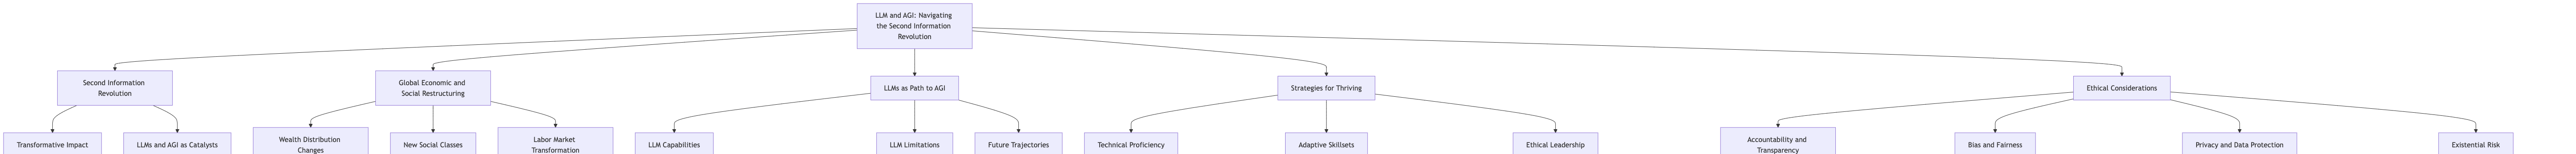 LLM and AGI: Navigating
the Second Information
Revolution
Second Information
Revolution
Global Economic and
Social Restructuring
LLMs as Path to AGI
Strategies for Thriving
Ethical Considerations
Transformative Impact
LLMs and AGI as Catalysts
Wealth Distribution
Changes
New Social Classes
Labor Market
Transformation
LLM Capabilities
LLM Limitations
Future Trajectories
Technical Proficiency
Adaptive Skillsets
Ethical Leadership
Accountability and
Transparency
Bias and Fairness
Privacy and Data Protection
Existential Risk